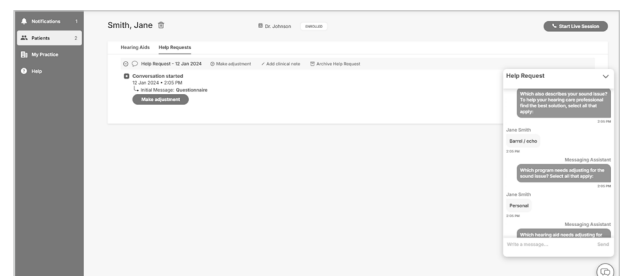 Notifications 1
Patients 2
My Practice
Help
Smith, Jane
Dr. Johnson ENROLLED
Start Live Session
Hearing Aids Help Requests
Help Request - 12 Jan 2024 Make adjustment Add clinical note Archive Help Request
Conversation started
12 Jan 2024 • 2:05 PM
Initial Message: Questionnaire
Make adjustment
Help Request
Which also describes your sound issue?
To help your hearing care professional
find the best solution, select all that
apply:
2:05 PM
Jane Smith
Barrel / echo
2:05 PM
Messaging Assistant
Which program needs adjusting for the
sound issue? Select all that apply:
2:05 PM
Jane Smith
Personal
2:05 PM
Messaging Assistant
Which hearing aid needs adjusting for
Write a message... Send